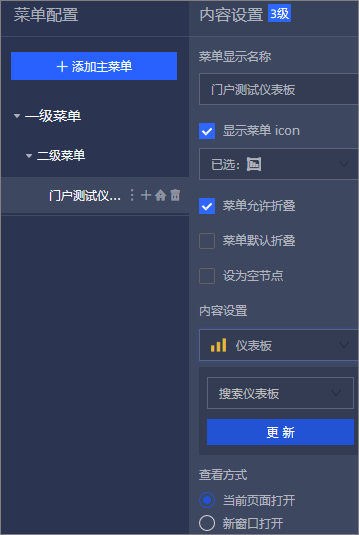 菜单配置
＋ 添加主菜单
一级菜单
二级菜单
门户测试仪...
内容设置 3级
菜单显示名称
门户测试仪表板
显示菜单 icon
已选：
菜单允许折叠
菜单默认折叠
设为空节点
内容设置
仪表板
搜索仪表板
更 新
查看方式
当前页面打开
新窗口打开